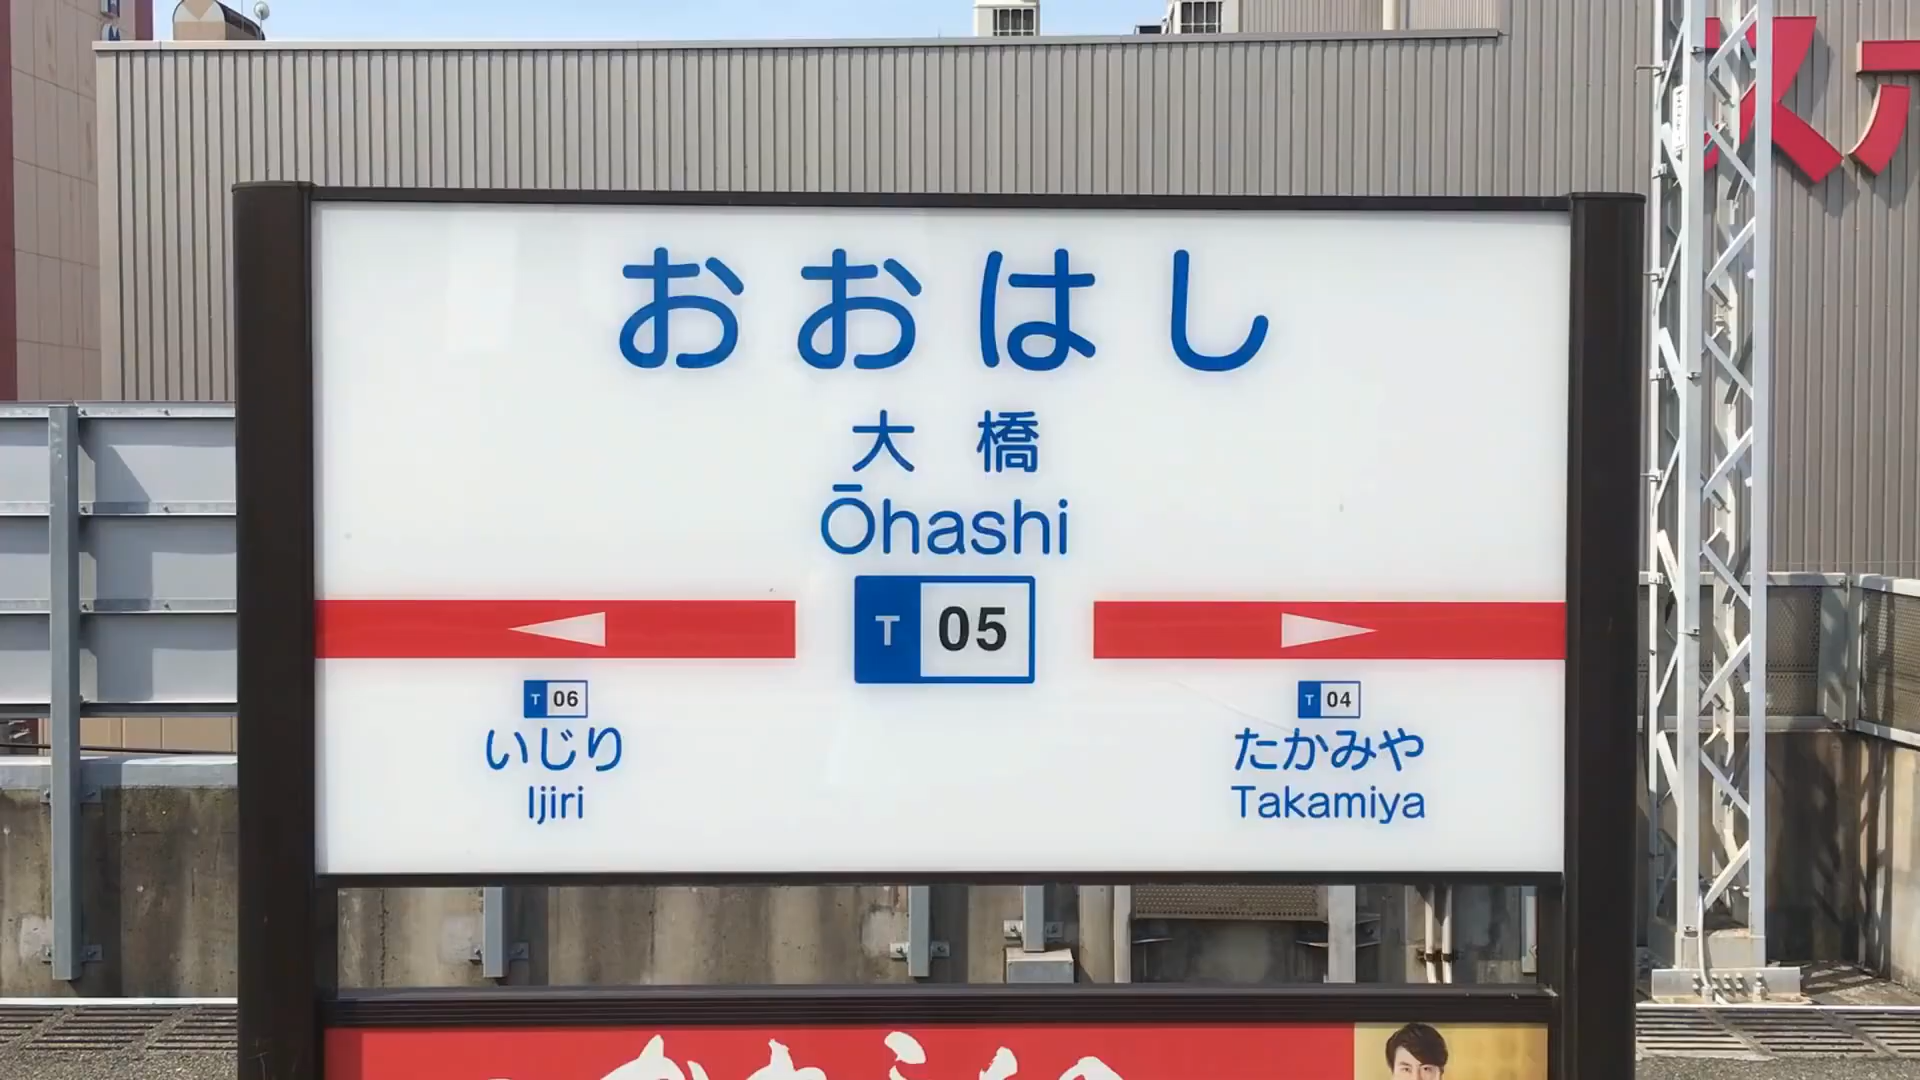 おおはし
大橋
Ōhashi
T 05
T 06
いじり
Ijiri
T 04
たかみや
Takamiya